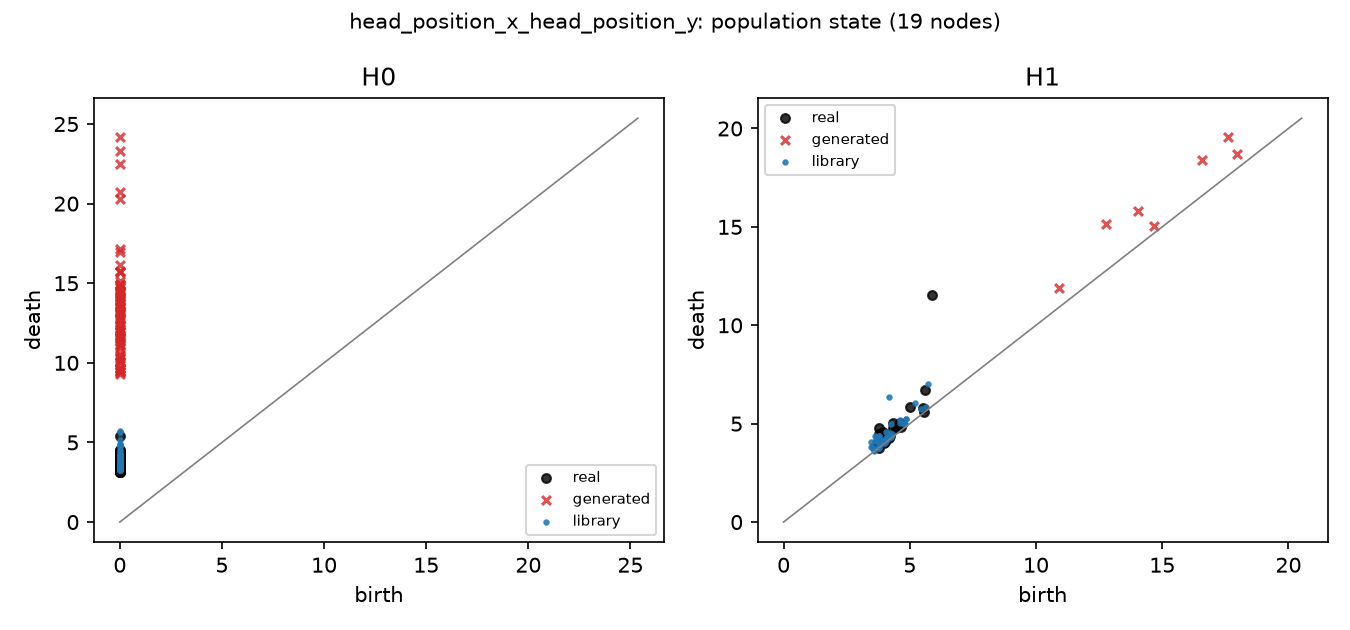 head_position_x_head_position_y: population state (19 nodes)
H0
death
25
20
15
10
5
0
0 5 10 15 20 25
birth
real
generated
library
H1
death
20
15
10
5
0
0 5 10 15 20
birth
real
generated
library